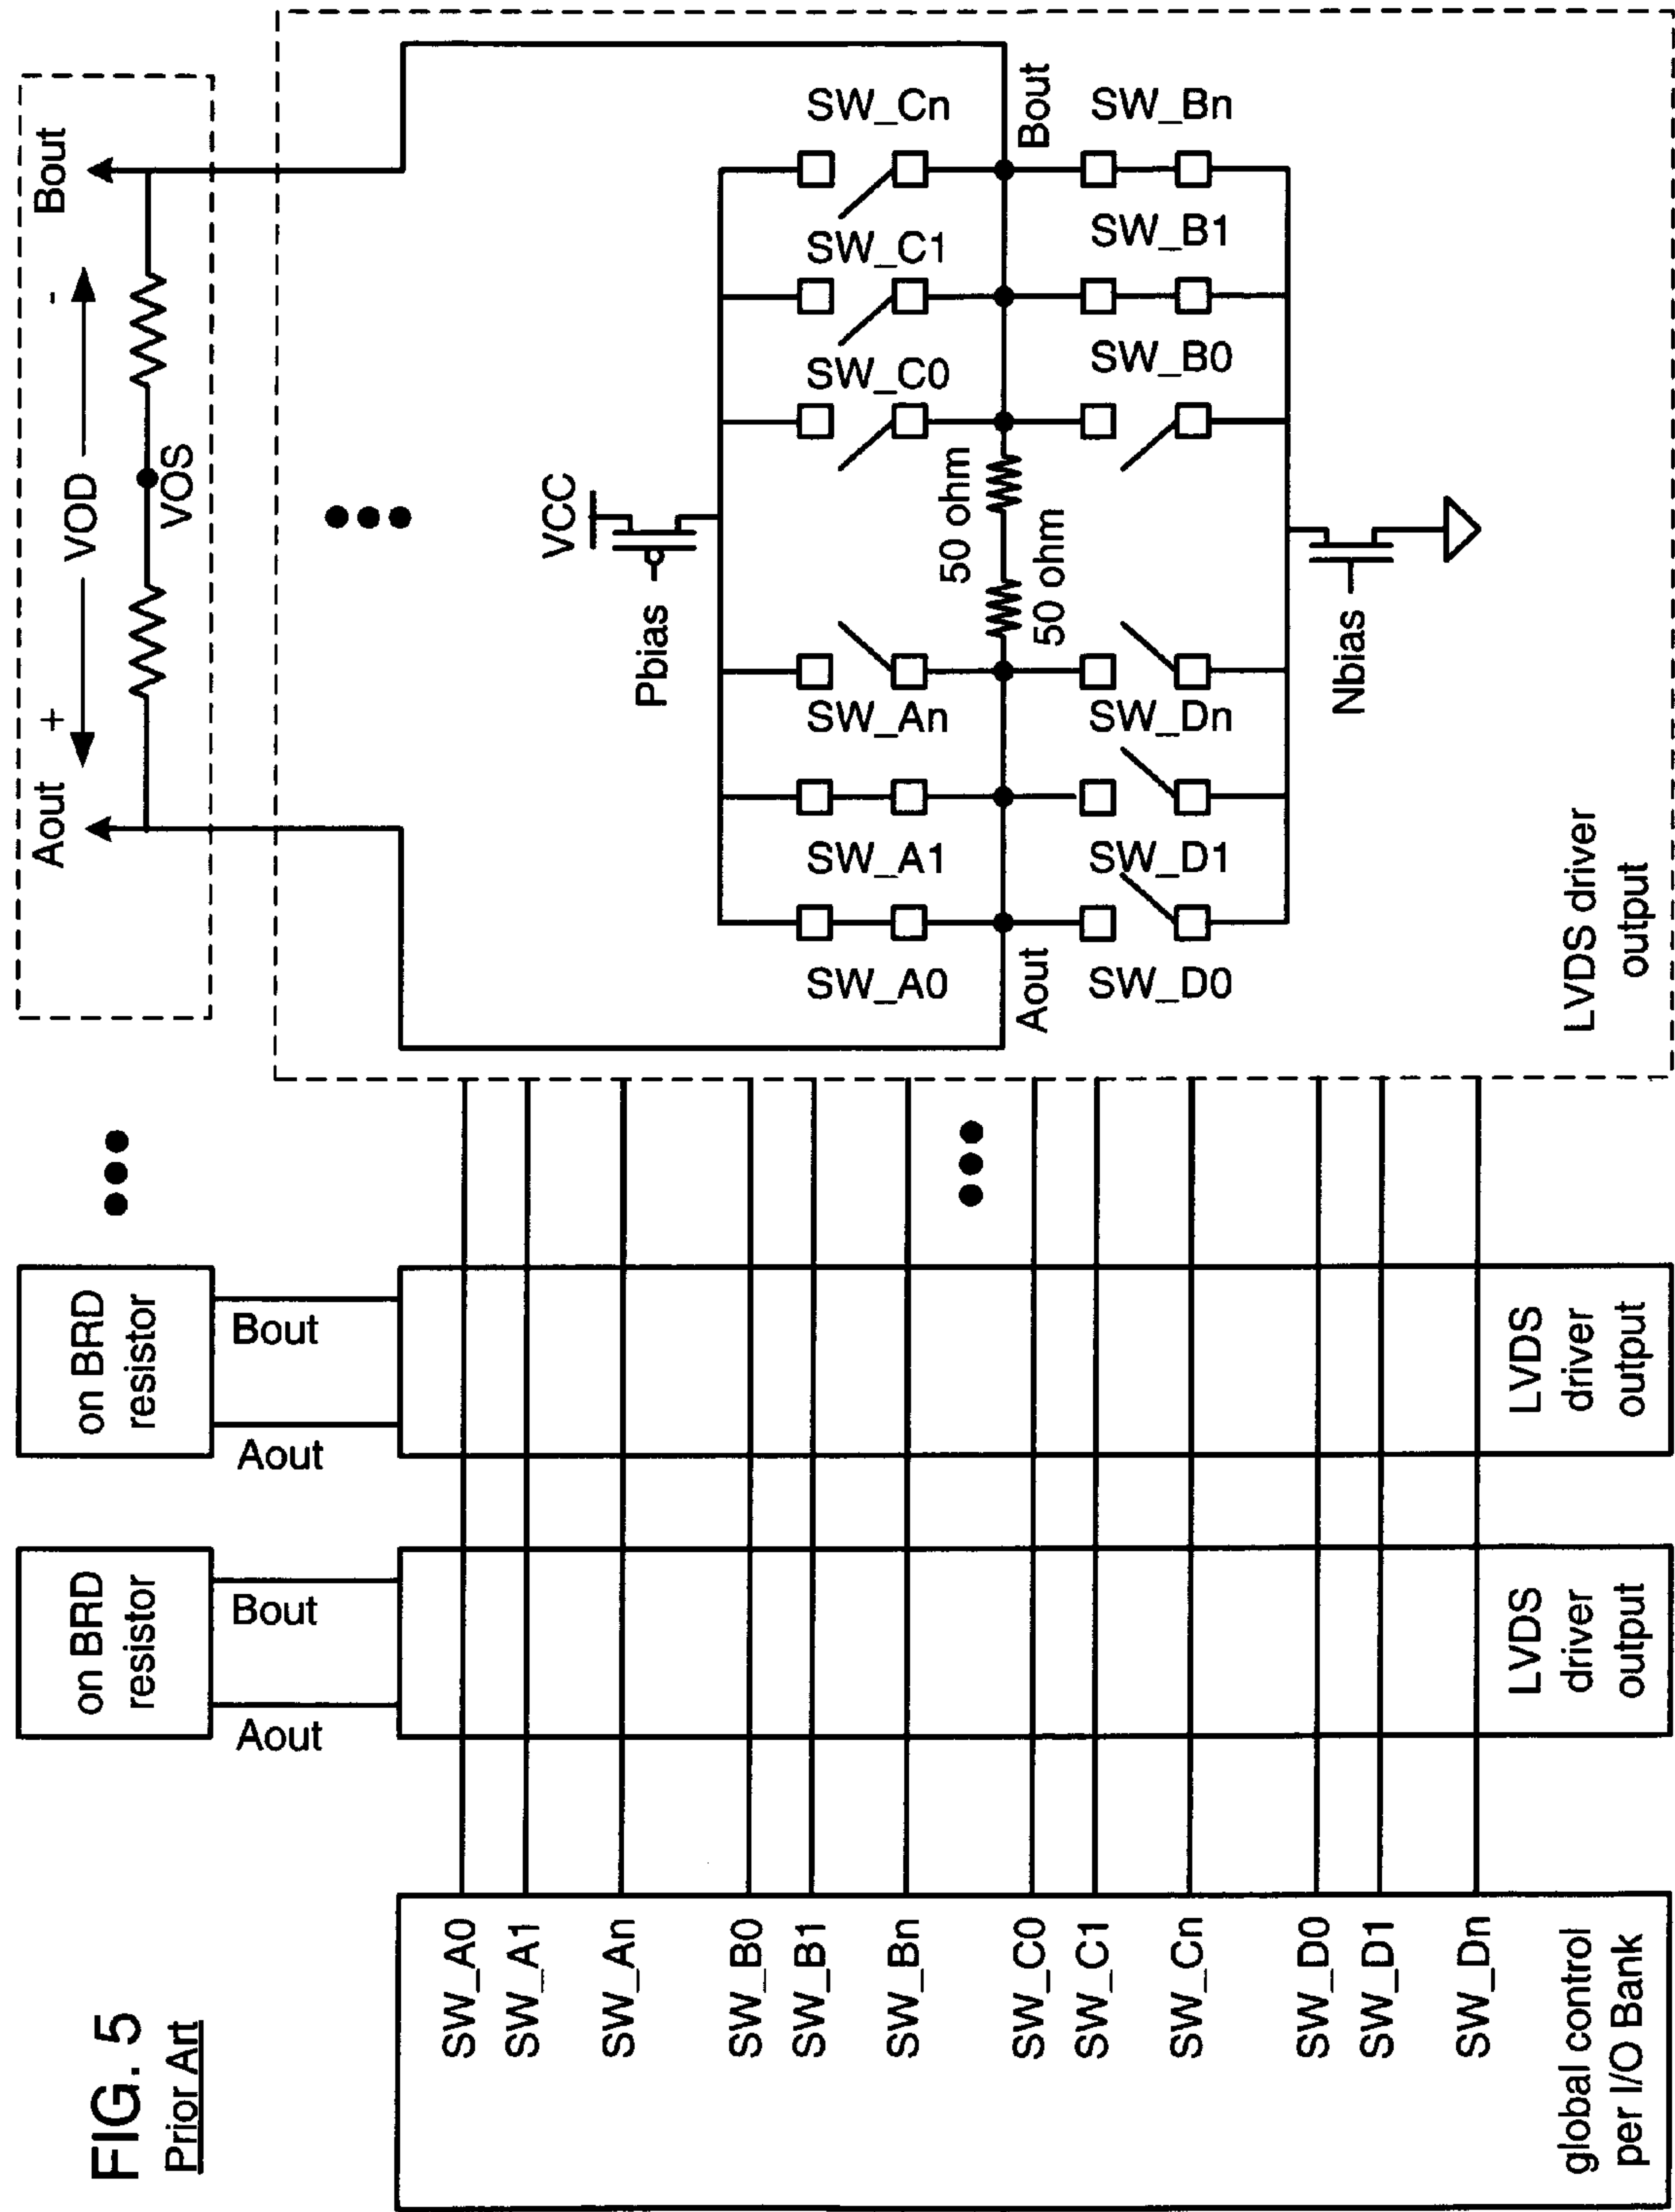 FIG. 5
Prior Art
SW_A0
SW_A1
SW_An
SW_B0
SW_B1
SW_Bn
SW_C0
SW_C1
SW_Cn
SW_D0
SW_D1
SW_Dn
global control
per I/O Bank
on BRD
resistor
Aout
Bout
LVDS
driver
output
on BRD
resistor
Aout
Bout
LVDS
driver
output
Aout
+
VOD
-
Bout
VOS
VCC
Pbias
SW_A0
SW_A1
SW_An
SW_C0
SW_C1
SW_Cn
50 ohm
50 ohm
Aout
Bout
SW_D0
SW_D1
SW_Dn
SW_B0
SW_B1
SW_Bn
Nbias
LVDS driver
output